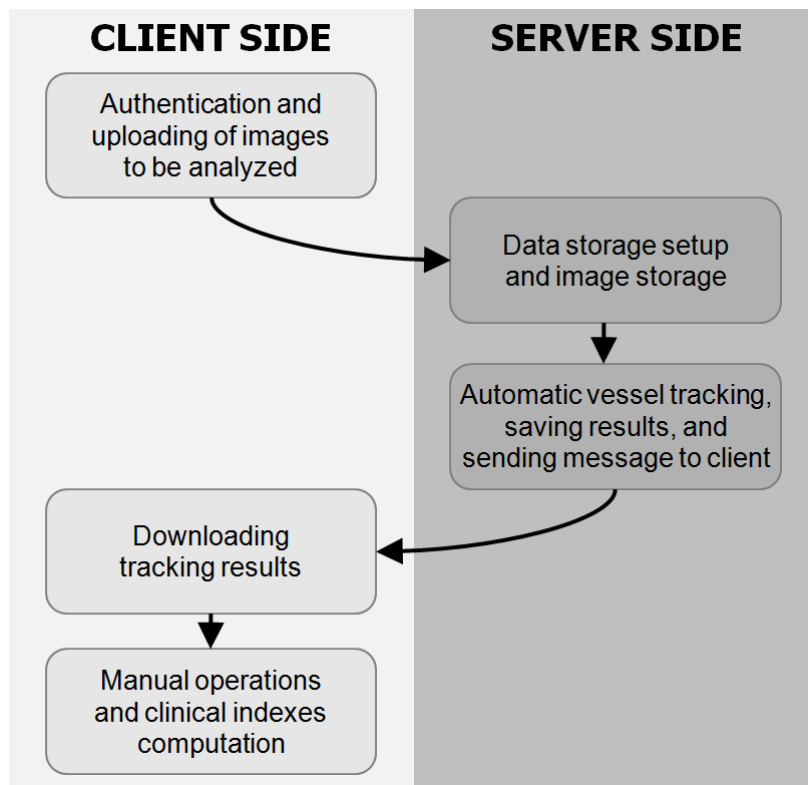 CLIENT SIDE
SERVER SIDE
Authentication and
uploading of images
to be analyzed
Data storage setup
and image storage
Automatic vessel tracking,
saving results, and
sending message to client
Downloading
tracking results
Manual operations
and clinical indexes
computation